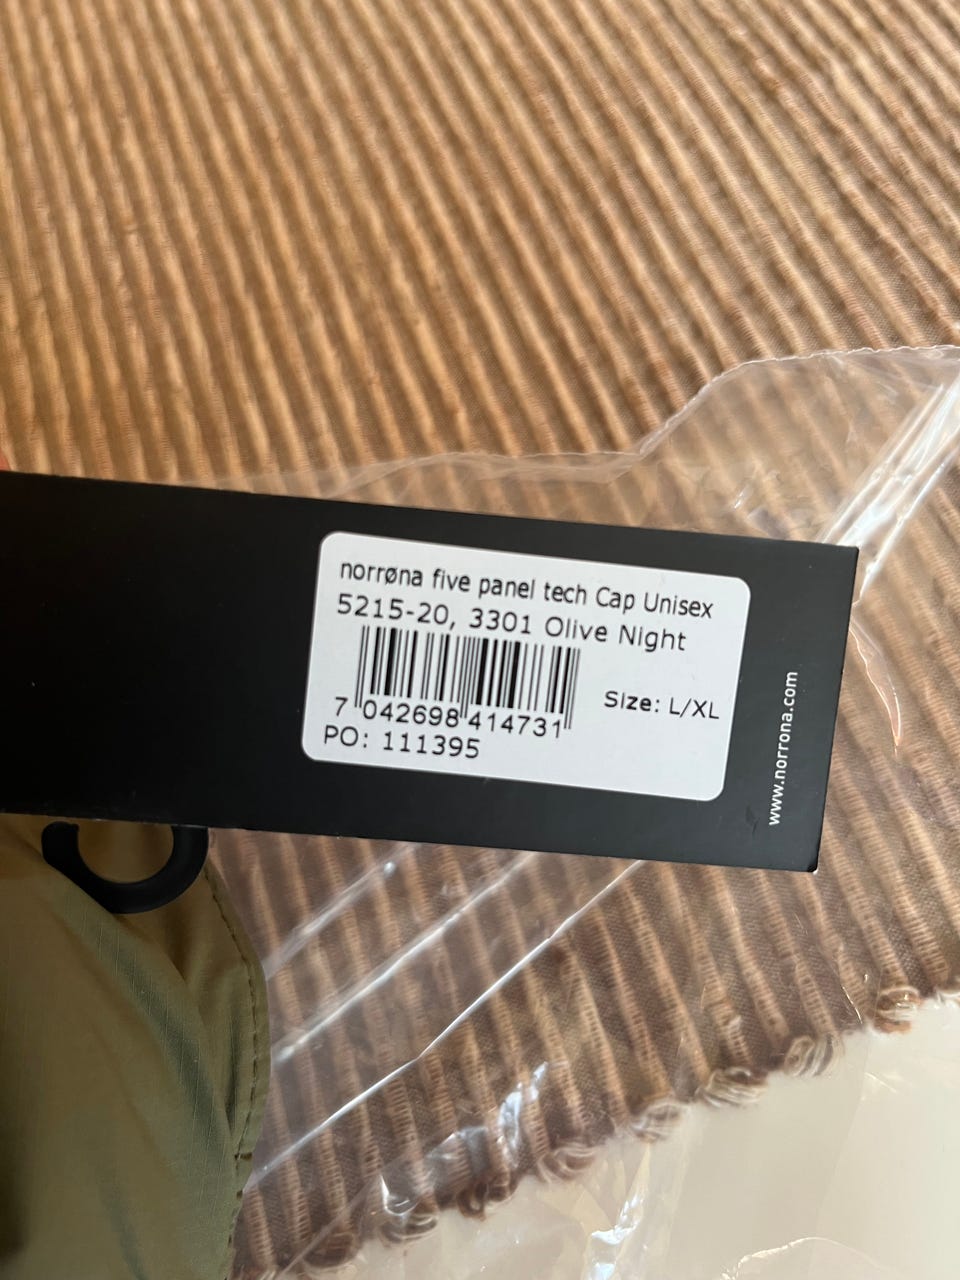 norrøna five panel tech Cap Unisex
5215-20, 3301 Olive Night
Size: L/XL
7 042698 414731
PO: 111395
www.norrona.com